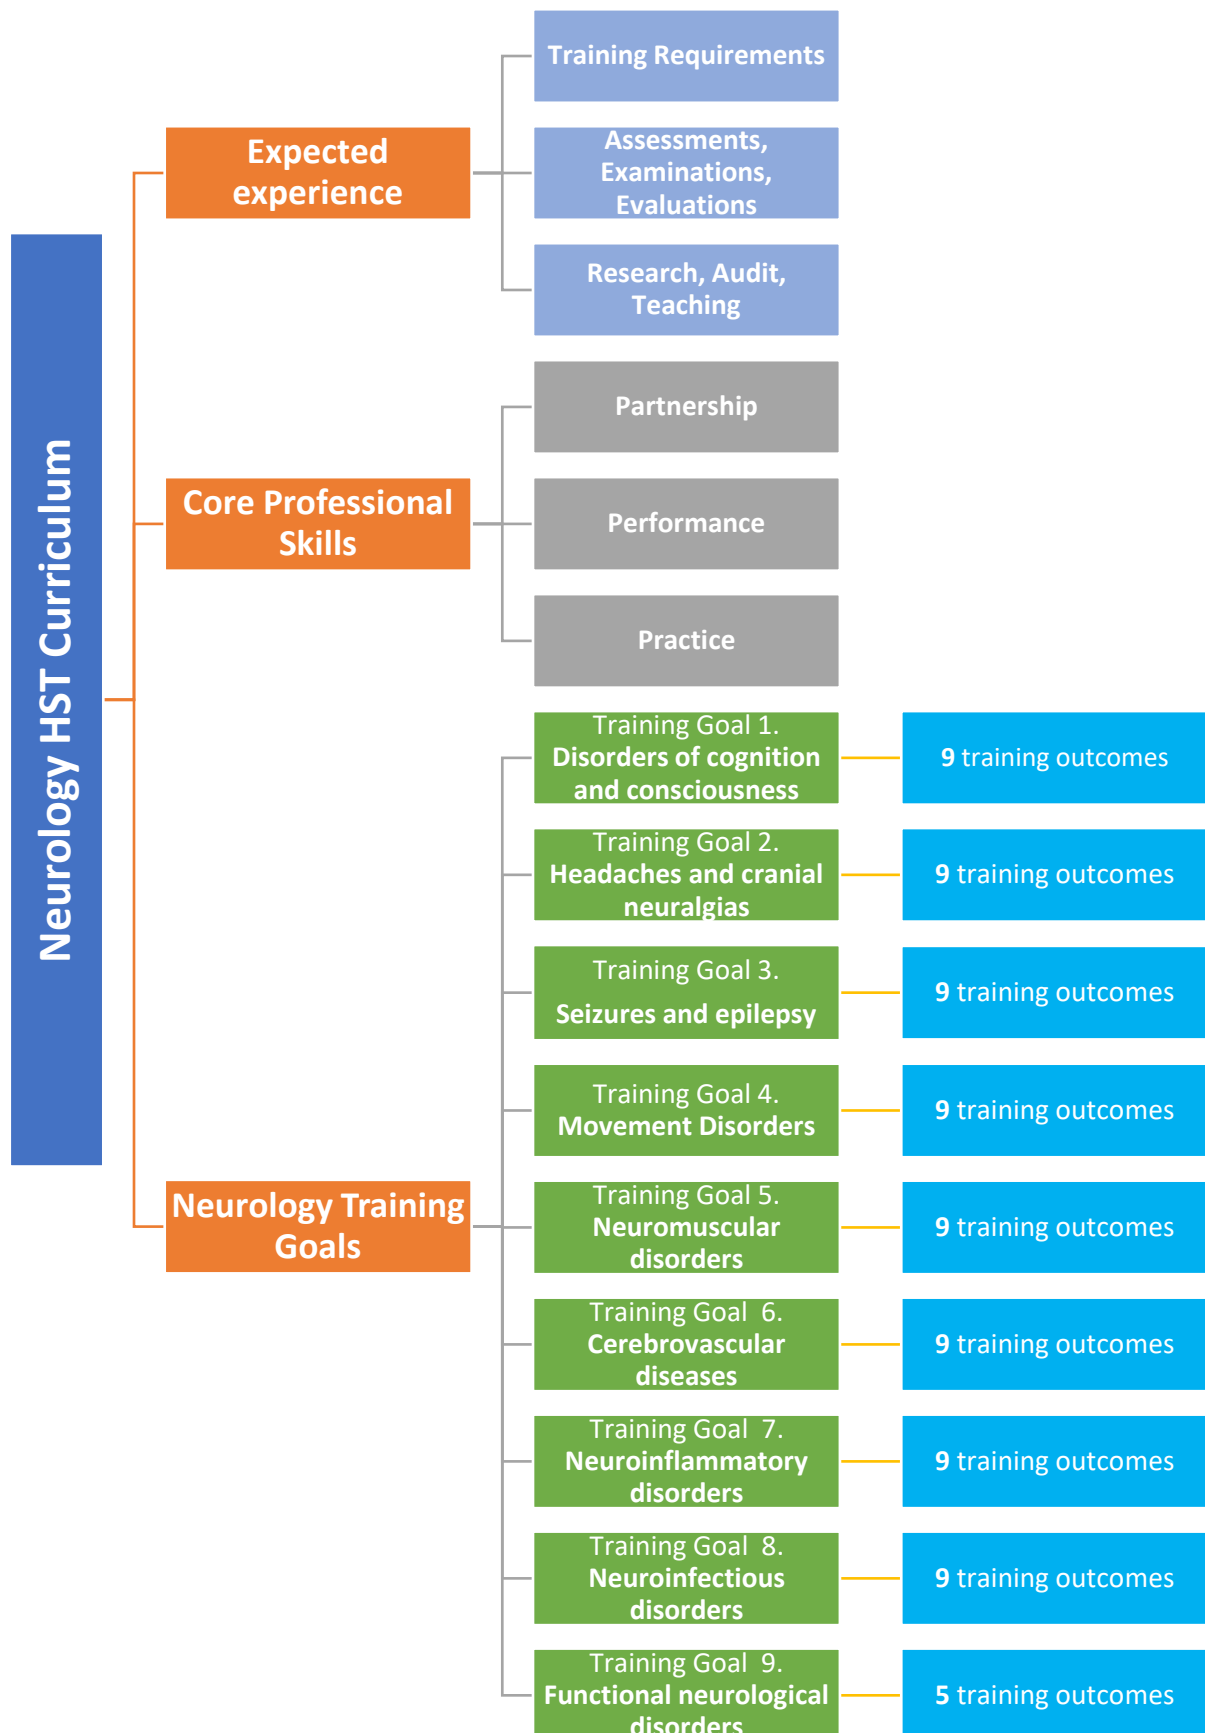 Neurology HST Curriculum
Expected
experience
Training Requirements
Assessments,
Examinations,
Evaluations
Research, Audit,
Teaching
Core Professional
Skills
Partnership
Performance
Practice
Neurology Training
Goals
Training Goal 1.
Disorders of cognition
and consciousness
9 training outcomes
Training Goal 2.
Headaches and cranial
neuralgias
9 training outcomes
Training Goal 3.
Seizures and epilepsy
9 training outcomes
Training Goal 4.
Movement Disorders
9 training outcomes
Training Goal 5.
Neuromuscular
disorders
9 training outcomes
Training Goal  6.
Cerebrovascular
diseases
9 training outcomes
Training Goal  7.
Neuroinflammatory
disorders
9 training outcomes
Training Goal  8.
Neuroinfectious
disorders
9 training outcomes
Training Goal  9.
Functional neurological
disorders
5 training outcomes